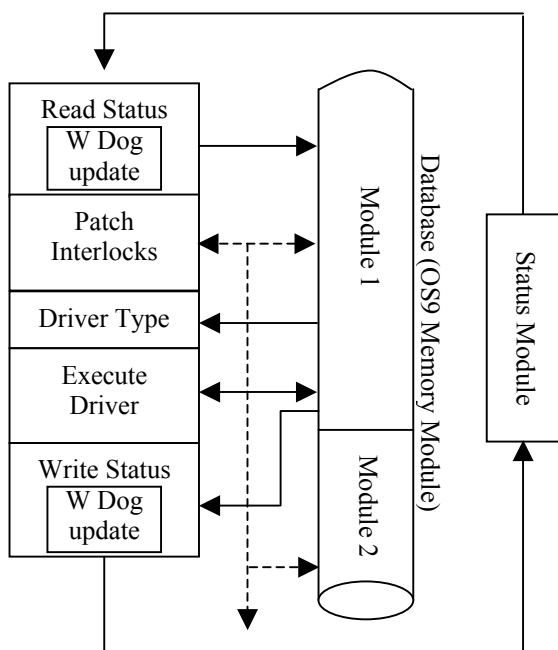 Read Status
W Dog
update
Patch
Interlocks
Driver Type
Execute
Driver
Write Status
W Dog
update
Module 1
Module 2
Database (OS9 Memory Module)
Status Module